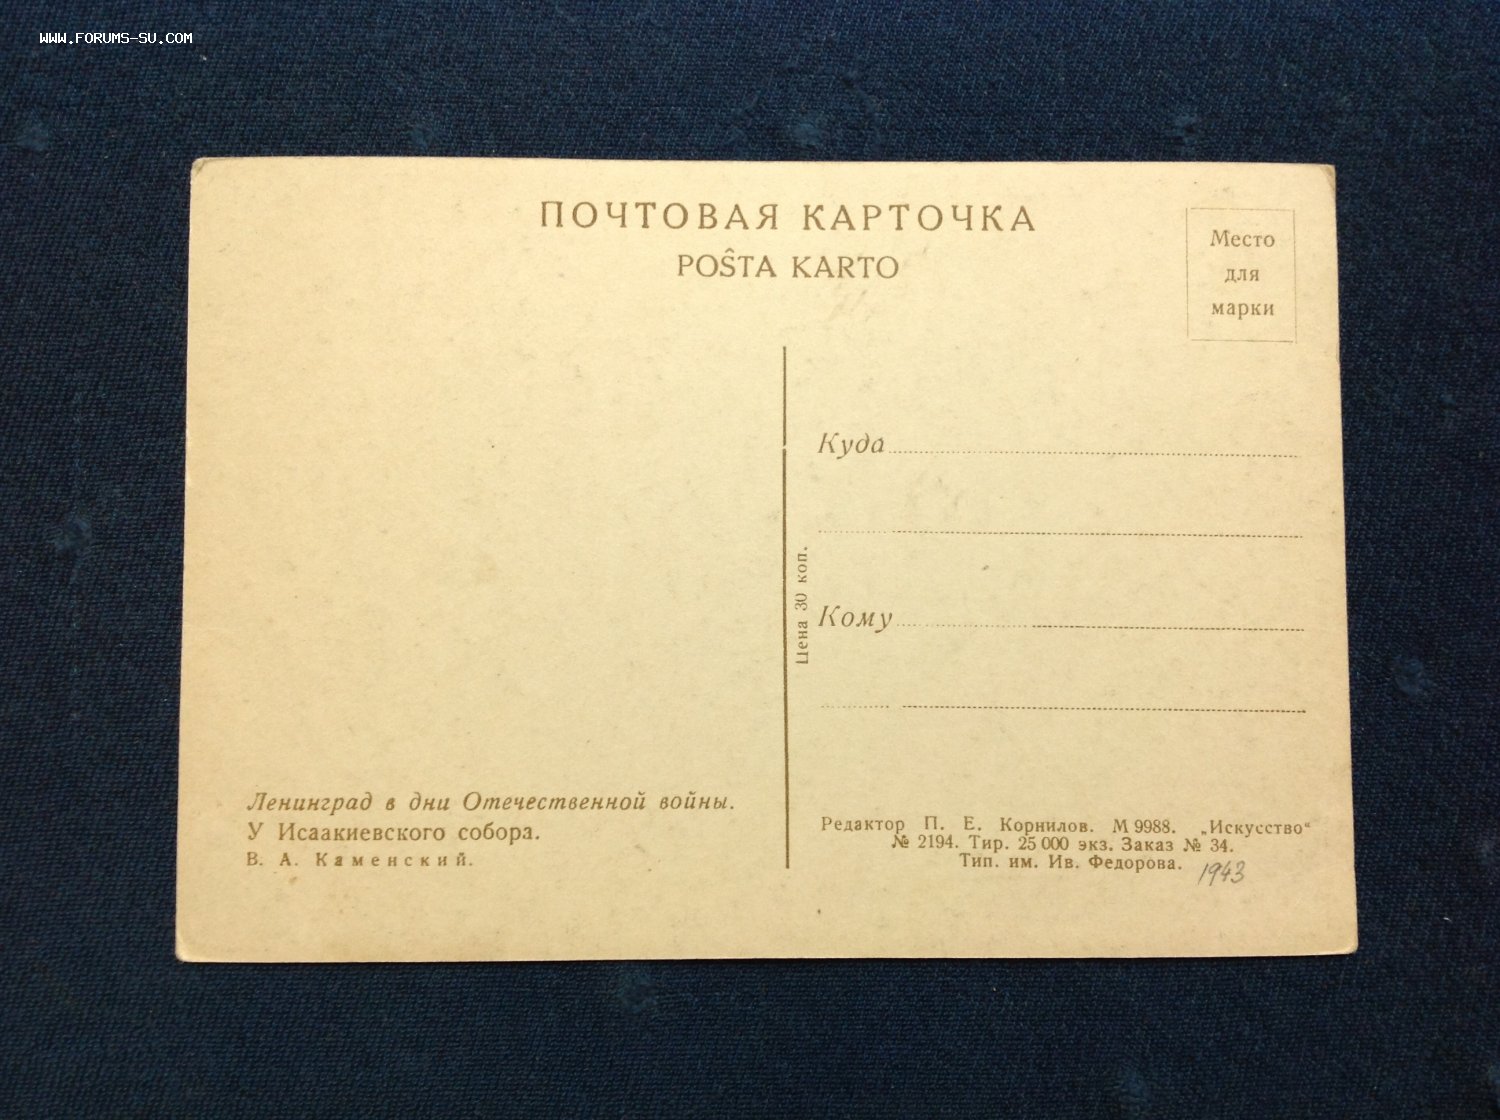 WWW.FORUMS-SU.COM
ПОЧТОВАЯ КАРТОЧКА
POŜTA KARTO
Место
для
марки
Куда
Цена 30 коп.
Кому
Ленинград в дни Отечественной войны.
У Исаакиевского собора.
В. А. Каменский.
Редактор П. Е. Корнилов. М 9988. „Искусство“
№ 2194. Тир. 25 000 экз. Заказ № 34.
Тип. им. Ив. Федорова.
1943